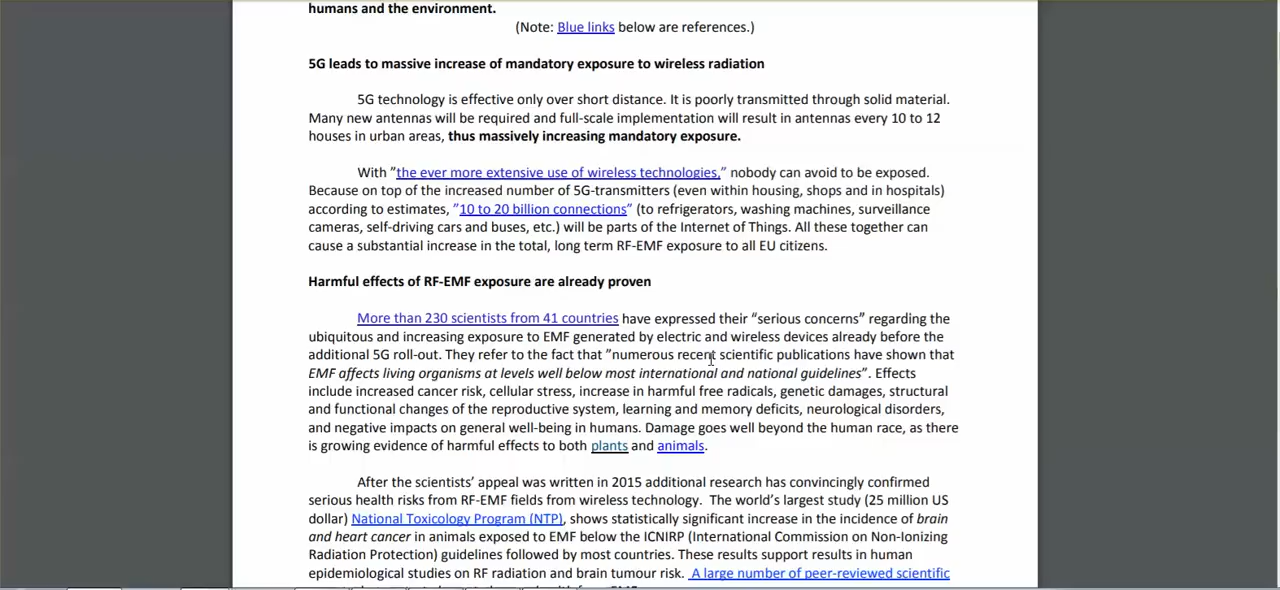 humans and the environment.
(Note: Blue links below are references.)
5G leads to massive increase of mandatory exposure to wireless radiation
5G technology is effective only over short distance. It is poorly transmitted through solid material.
Many new antennas will be required and full-scale implementation will result in antennas every 10 to 12
houses in urban areas, thus massively increasing mandatory exposure.
With ”the ever more extensive use of wireless technologies,” nobody can avoid to be exposed.
Because on top of the increased number of 5G-transmitters (even within housing, shops and in hospitals)
according to estimates, ”10 to 20 billion connections” (to refrigerators, washing machines, surveillance
cameras, self-driving cars and buses, etc.) will be parts of the Internet of Things. All these together can
cause a substantial increase in the total, long term RF-EMF exposure to all EU citizens.
Harmful effects of RF-EMF exposure are already proven
More than 230 scientists from 41 countries have expressed their “serious concerns” regarding the
ubiquitous and increasing exposure to EMF generated by electric and wireless devices already before the
additional 5G roll-out. They refer to the fact that ”numerous recent scientific publications have shown that
EMF affects living organisms at levels well below most international and national guidelines”. Effects
include increased cancer risk, cellular stress, increase in harmful free radicals, genetic damages, structural
and functional changes of the reproductive system, learning and memory deficits, neurological disorders,
and negative impacts on general well-being in humans. Damage goes well beyond the human race, as there
is growing evidence of harmful effects to both plants and animals.
After the scientists’ appeal was written in 2015 additional research has convincingly confirmed
serious health risks from RF-EMF fields from wireless technology. The world’s largest study (25 million US
dollar) National Toxicology Program (NTP), shows statistically significant increase in the incidence of brain
and heart cancer in animals exposed to EMF below the ICNIRP (International Commission on Non-Ionizing
Radiation Protection) guidelines followed by most countries. These results support results in human
epidemiological studies on RF radiation and brain tumour risk. A large number of peer-reviewed scientific